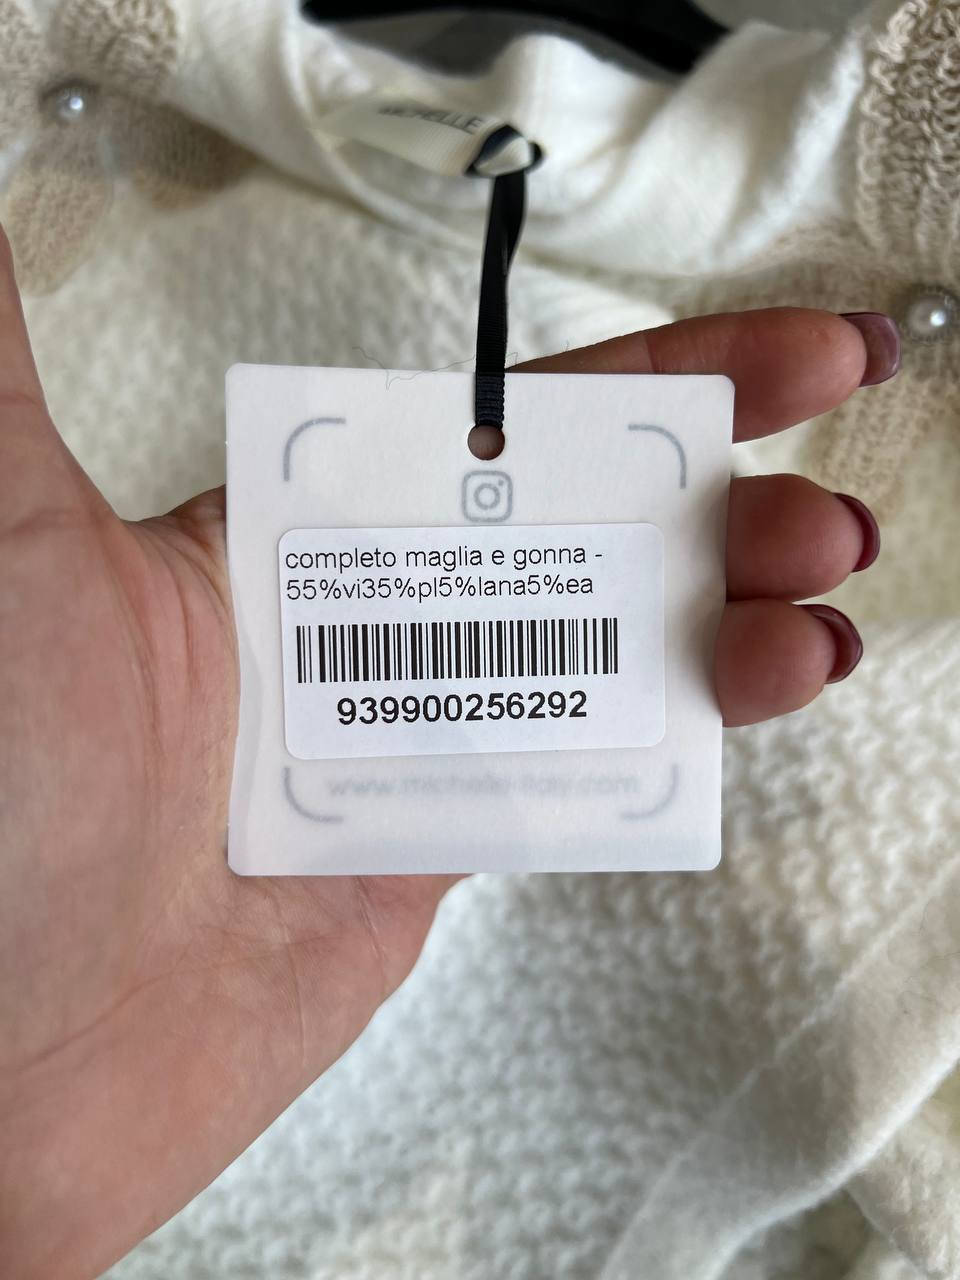 completo maglia e gonna -
55%vi35%pl5%lana5%ea
939900256292